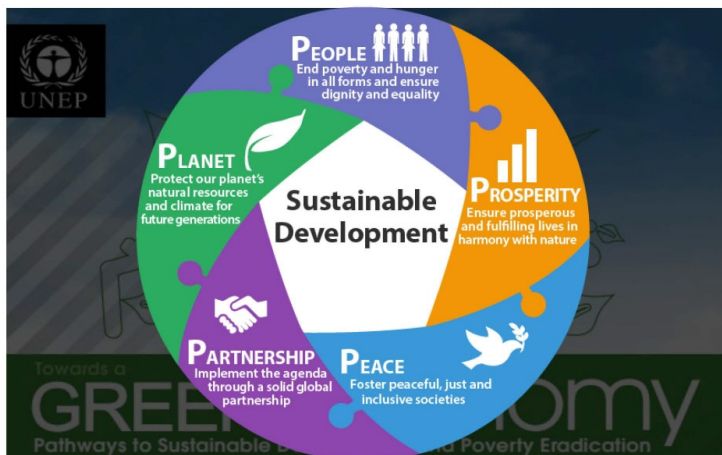 UNEP
PEOPLE
End poverty and hunger
in all forms and ensure
dignity and equality
PLANET
Protect our planet's
natural resources
and climate for
future generations
PROSPERITY
Ensure prosperous
and fulfilling lives in
harmony with nature
Sustainable
Development
PARTNERSHIP
Implement the agenda
through a solid global
partnership
PEACE
Foster peaceful, just and
inclusive societies
Towards a
GREE omy
Pathways to Sustainable D d Poverty Eradication